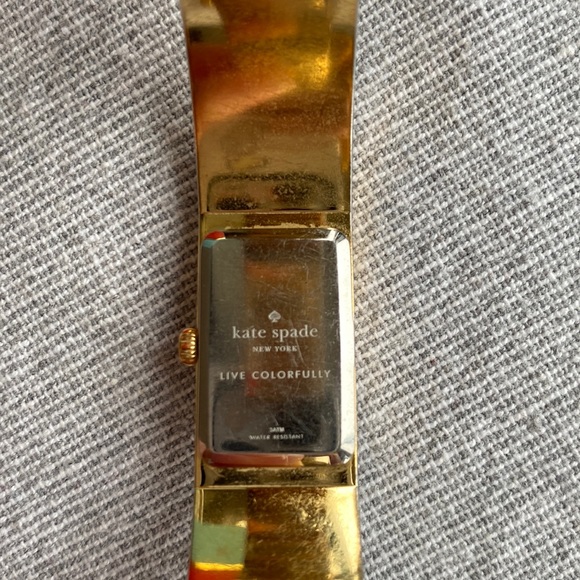 kate spade
NEW YORK
LIVE COLORFULLY
3ATM
WATER RESISTANT